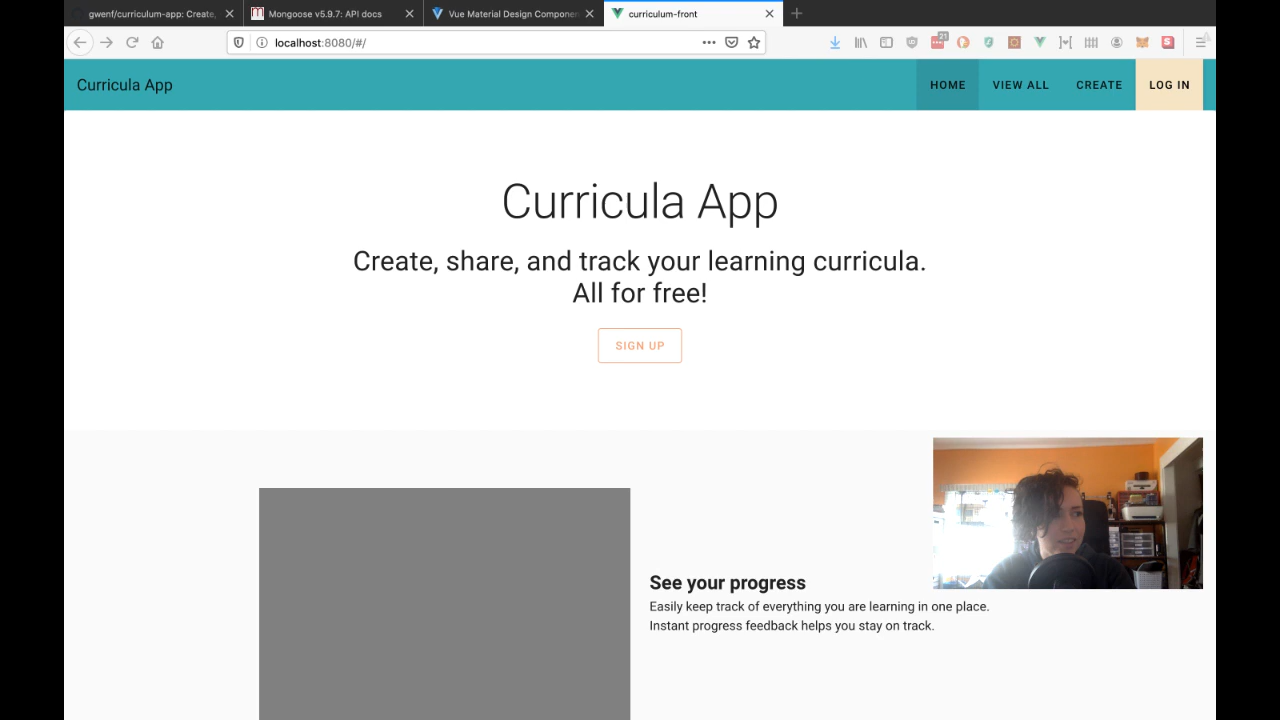 gwenf/curriculum-app: Create,
Mongoose v5.9.7: API docs
Vue Material Design Componen
curriculum-front
localhost:8080/#/
21
Curricula App
HOME
VIEW ALL
CREATE
LOG IN
Curricula App
Create, share, and track your learning curricula.
All for free!
SIGN UP
See your progress
Easily keep track of everything you are learning in one place.
Instant progress feedback helps you stay on track.